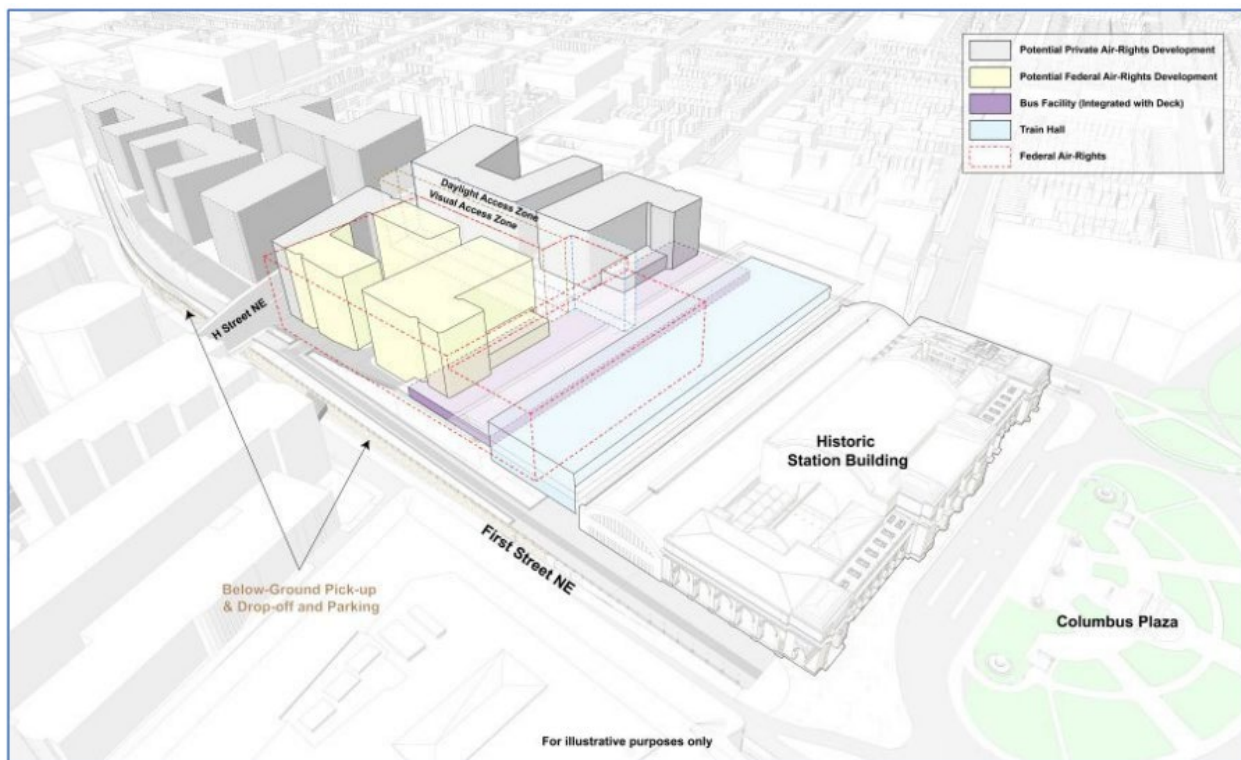 Potential Private Air-Rights Development
Potential Federal Air-Rights Development
Bus Facility (Integrated with Deck)
Train Hall
Federal Air-Rights
Daylight Access Zone
Visual Access Zone
H Street NE
Historic
Station Building
First Street NE
Below-Ground Pick-up
& Drop-off and Parking
Columbus Plaza
For illustrative purposes only